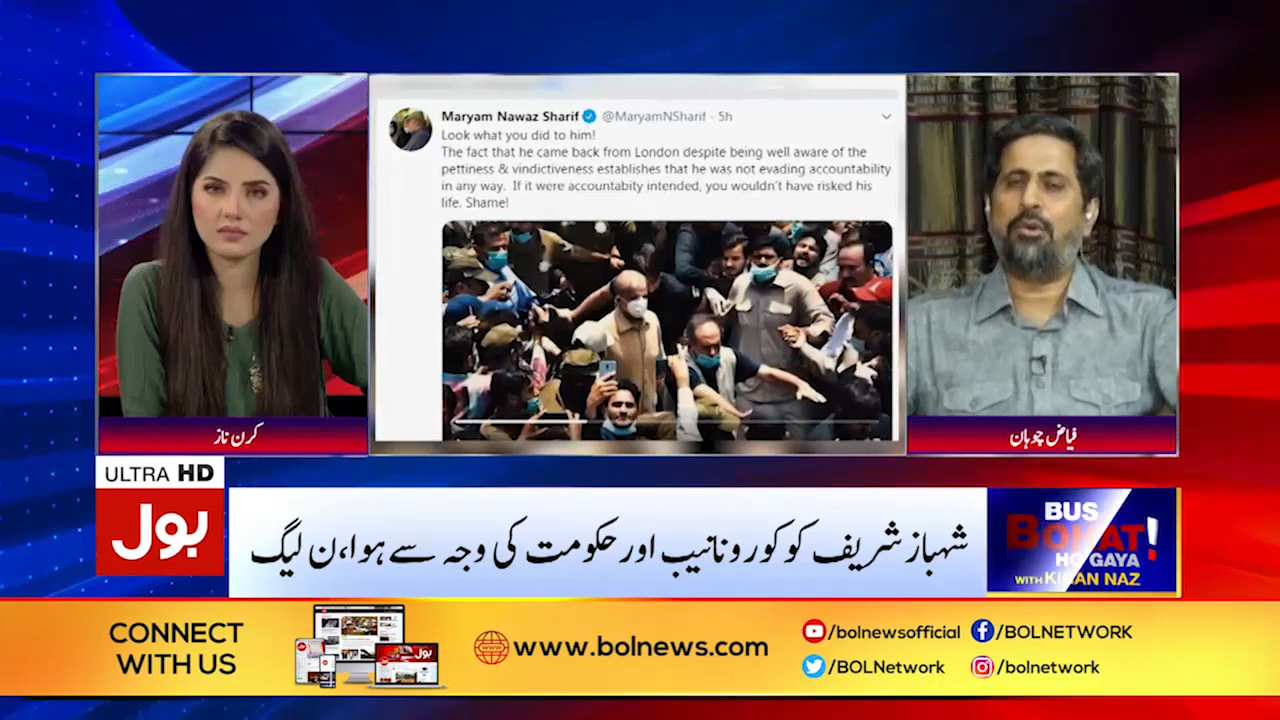 Maryam Nawaz Sharif @MaryamNSharif · 5h
Look what you did to him!
The fact that he came back from London despite being well aware of the
pettiness & vindictiveness establishes that he was not evading accountability
in any way. If it were accountabity intended, you wouldn't have risked his
life. Shame!
کرن ناز
فیاض چوہان
ULTRA HD
بول
شہباز شریف کو کورونا نیب اور حکومت کی وجہ سے ہوا، ن لیگ
BUS
BOHAT!
HO GAYA
WITH KIRAN NAZ
CONNECT
WITH US
بول
www.bolnews.com
/bolnewsofficial
/BOLNETWORK
/BOLNetwork
/bolnetwork